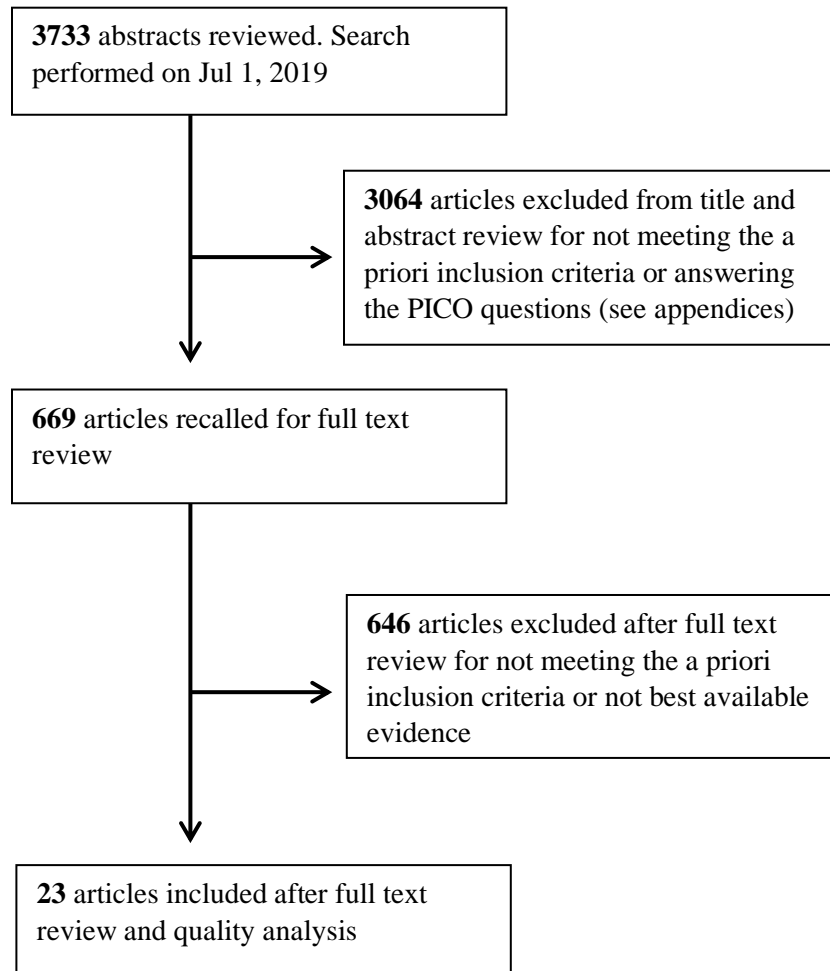 3733 abstracts reviewed. Search
performed on Jul 1, 2019
3064 articles excluded from title and
abstract review for not meeting the a
priori inclusion criteria or answering
the PICO questions (see appendices)
669 articles recalled for full text
review
646 articles excluded after full text
review for not meeting the a priori
inclusion criteria or not best available
evidence
23 articles included after full text
review and quality analysis